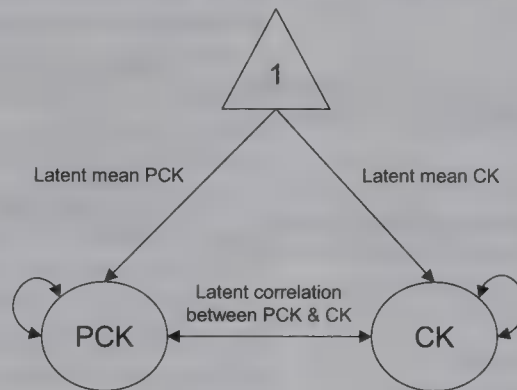 1
Latent mean PCK
Latent mean CK
Latent correlation
between PCK & CK
PCK
CK